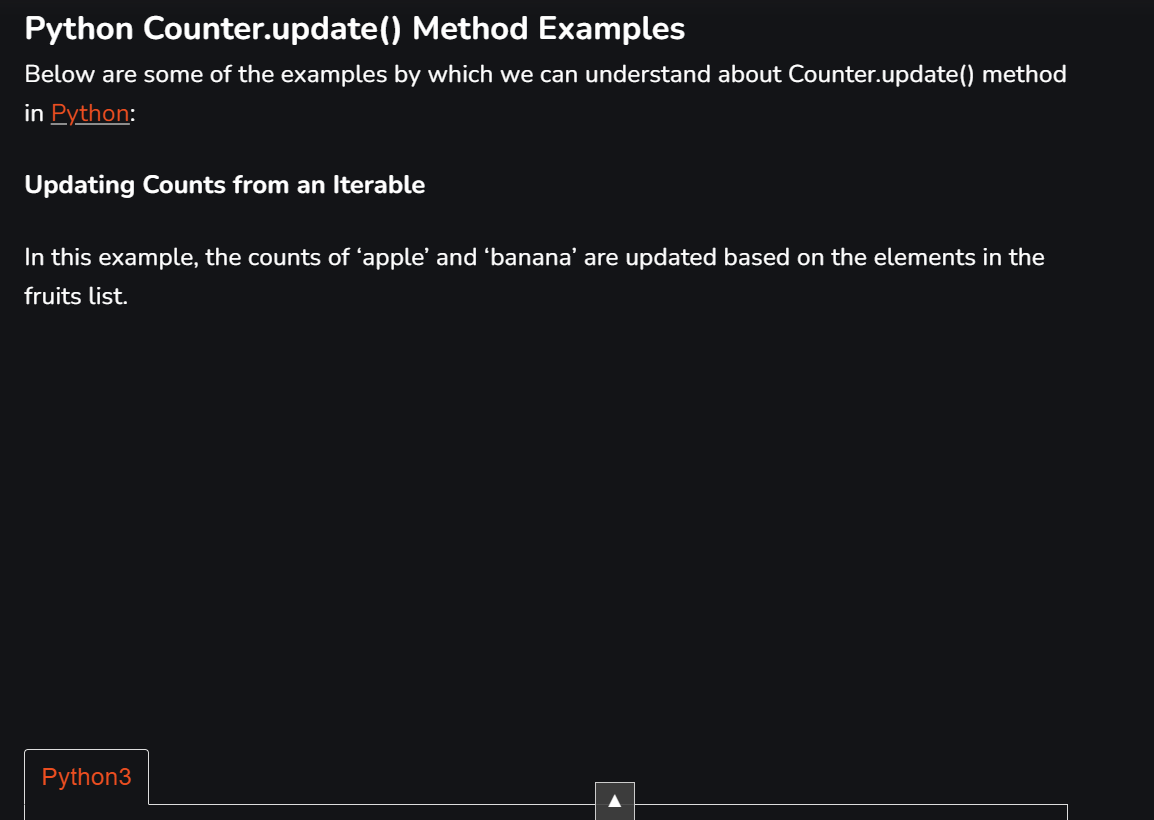 Python Counter.update() Method Examples
Below are some of the examples by which we can understand about Counter.update() method
in Python:
Updating Counts from an Iterable
In this example, the counts of ‘apple’ and ‘banana’ are updated based on the elements in the
fruits list.
Python3